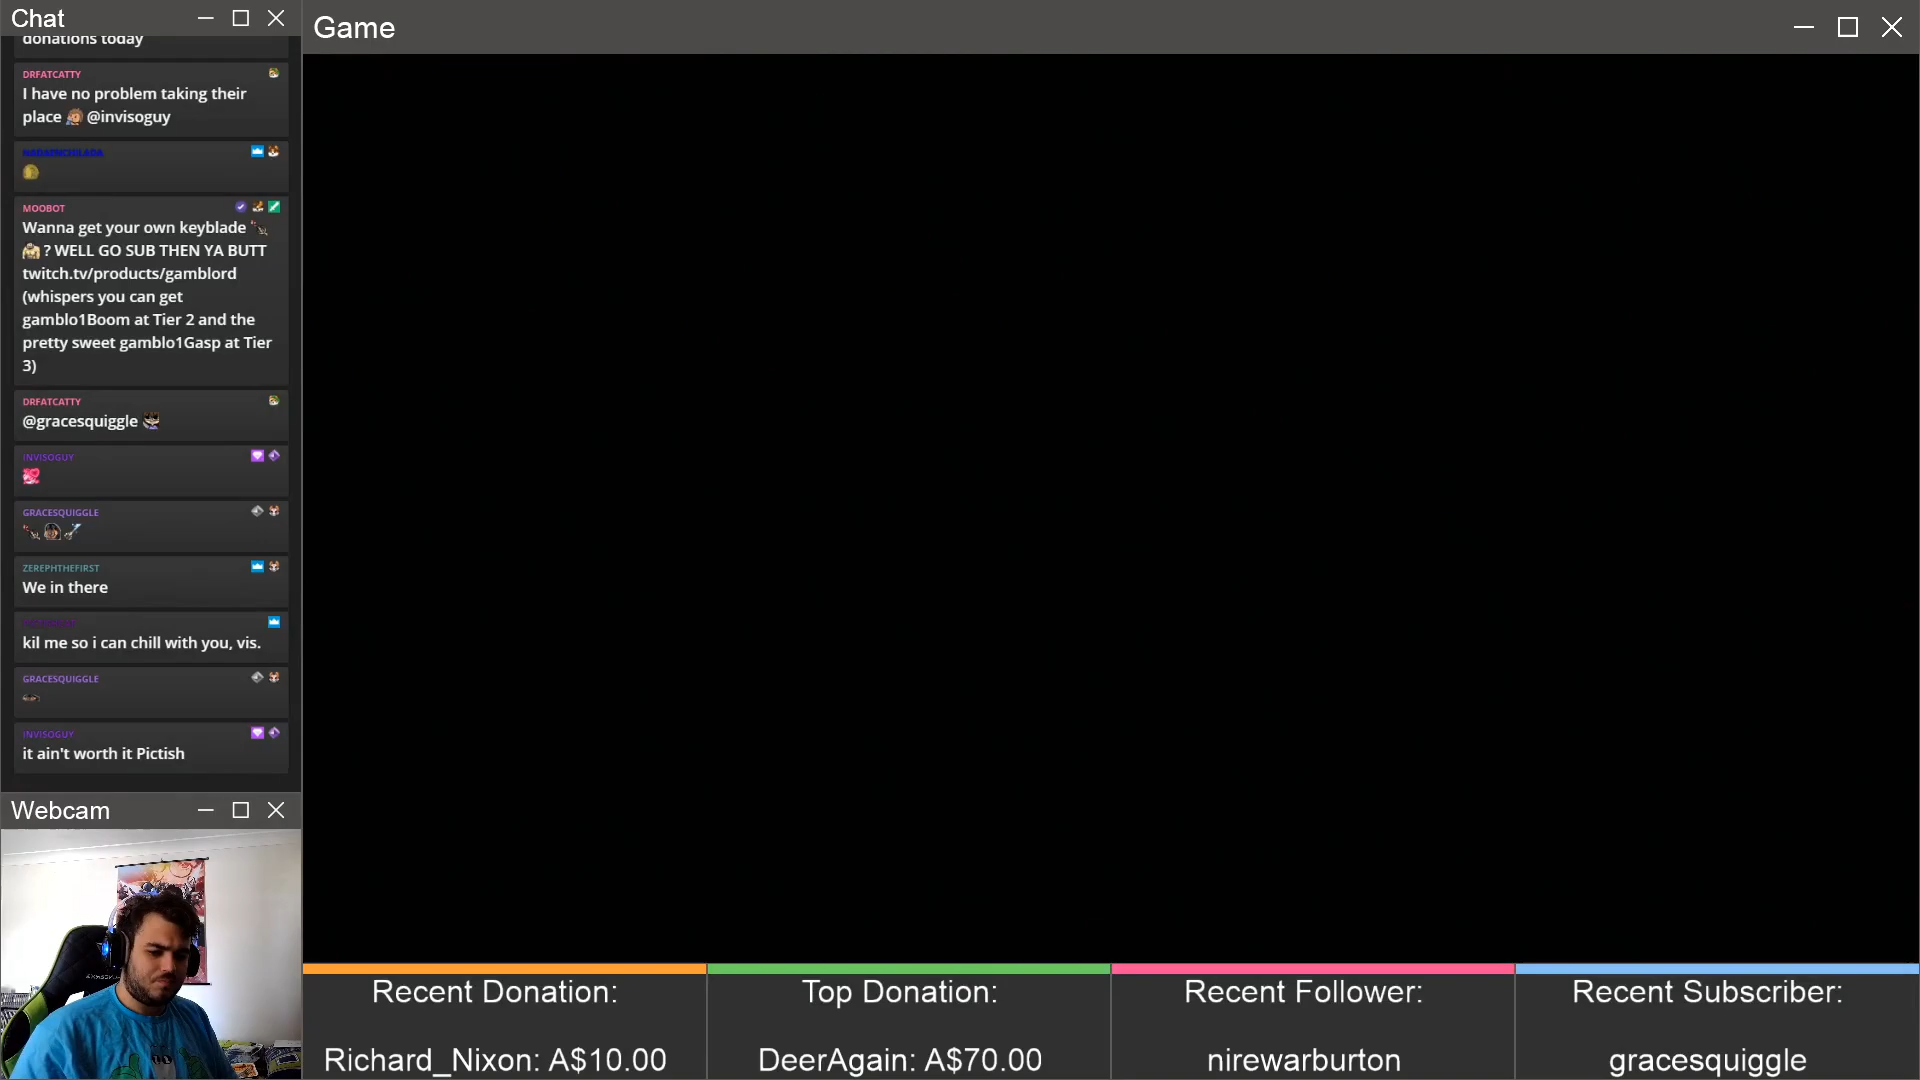 Chat
donations today
DRFATCATTY
I have no problem taking their
place @invisoguy
MOOBOT
Wanna get your own keyblade
? WELL GO SUB THEN YA BUTT
twitch.tv/products/gamblord
(whispers you can get
gamblo1Boom at Tier 2 and the
pretty sweet gamblo1Gasp at Tier
3)
DRFATCATTY
@gracesquiggle
INVISOGUY
GRACESQUIGGLE
ZEREPHTHEFIRST
We in there
kil me so i can chill with you, vis.
GRACESQUIGGLE
INVISOGUY
it ain't worth it Pictish
Webcam
Game
Recent Donation:
Richard_Nixon: A$10.00
Top Donation:
DeerAgain: A$70.00
Recent Follower:
nirewarburton
Recent Subscriber:
gracesquiggle